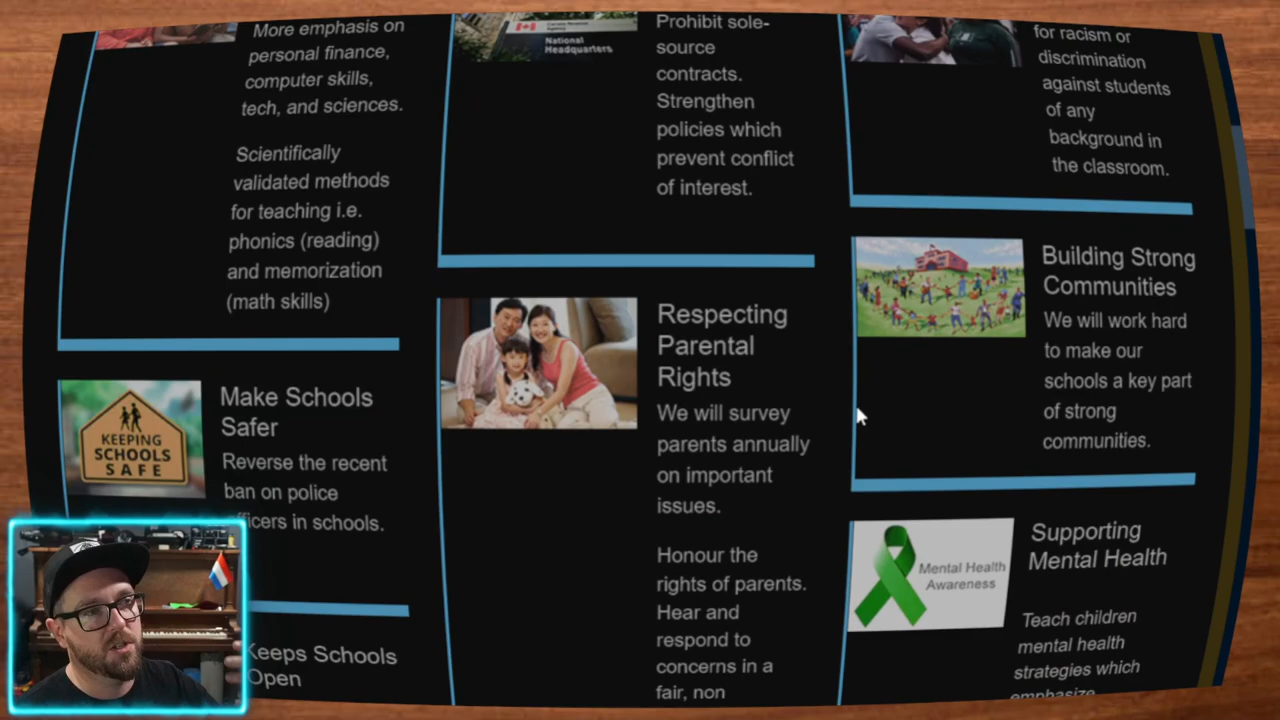 More emphasis on
personal finance,
computer skills,
tech, and sciences.
Scientifically
validated methods
for teaching i.e.
phonics (reading)
and memorization
(math skills)
KEEPING
SCHOOLS
SAFE
Make Schools
Safer
Reverse the recent
ban on police
officers in schools.
Keeps Schools
Open
National
Headquarters
Prohibit sole-
source
contracts.
Strengthen
policies which
prevent conflict
of interest.
Respecting
Parental
Rights
We will survey
parents annually
on important
issues.
Honour the
rights of parents.
Hear and
respond to
concerns in a
fair, non
for racism or
discrimination
against students
of any
background in
the classroom.
Building Strong
Communities
We will work hard
to make our
schools a key part
of strong
communities.
Mental Health
Awareness
Supporting
Mental Health
Teach children
mental health
strategies which
emphasize